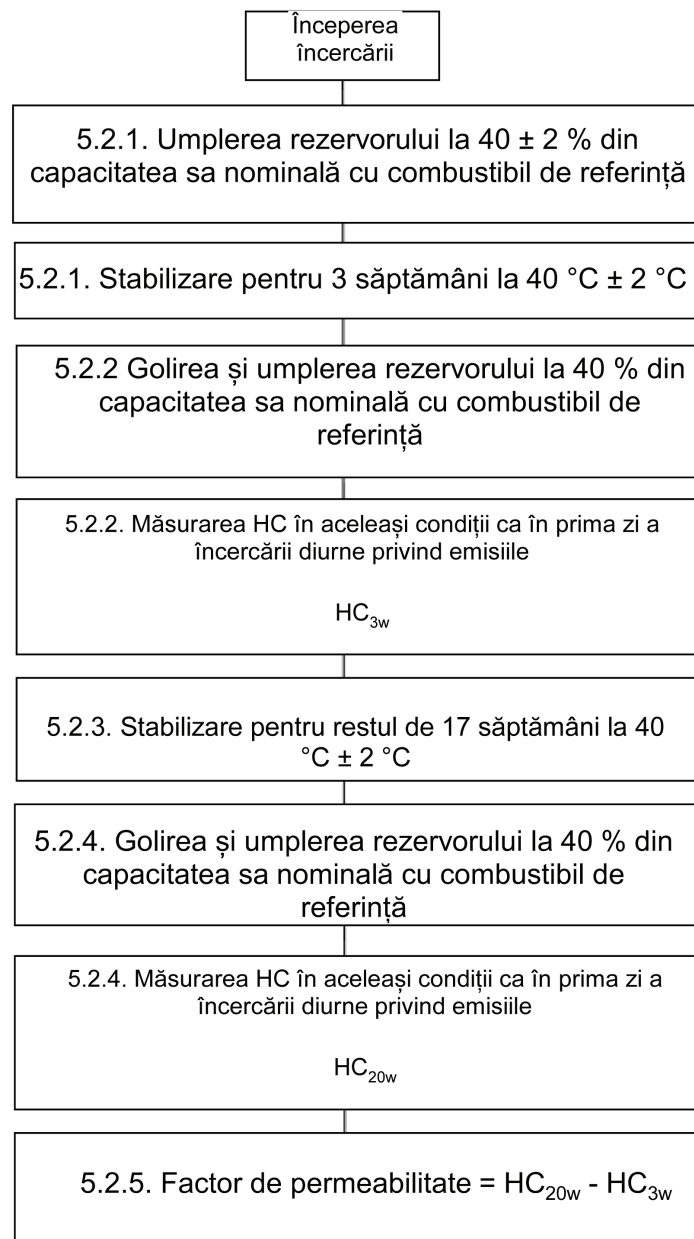 Începerea
încercării
5.2.1. Umplerea rezervorului la 40 ± 2 % din
capacitatea sa nominală cu combustibil de referință
5.2.1. Stabilizare pentru 3 săptămâni la 40 °C ± 2 °C
5.2.2 Golirea și umplerea rezervorului la 40 % din
capacitatea sa nominală cu combustibil de
referință
5.2.2. Măsurarea HC în aceleași condiții ca în prima zi a
încercării diurne privind emisiile
HC3w
5.2.3. Stabilizare pentru restul de 17 săptămâni la 40
°C ± 2 °C
5.2.4. Golirea și umplerea rezervorului la 40 % din
capacitatea sa nominală cu combustibil de
referință
5.2.4. Măsurarea HC în aceleași condiții ca în prima zi a
încercării diurne privind emisiile
HC20w
5.2.5. Factor de permeabilitate = HC20w - HC3w